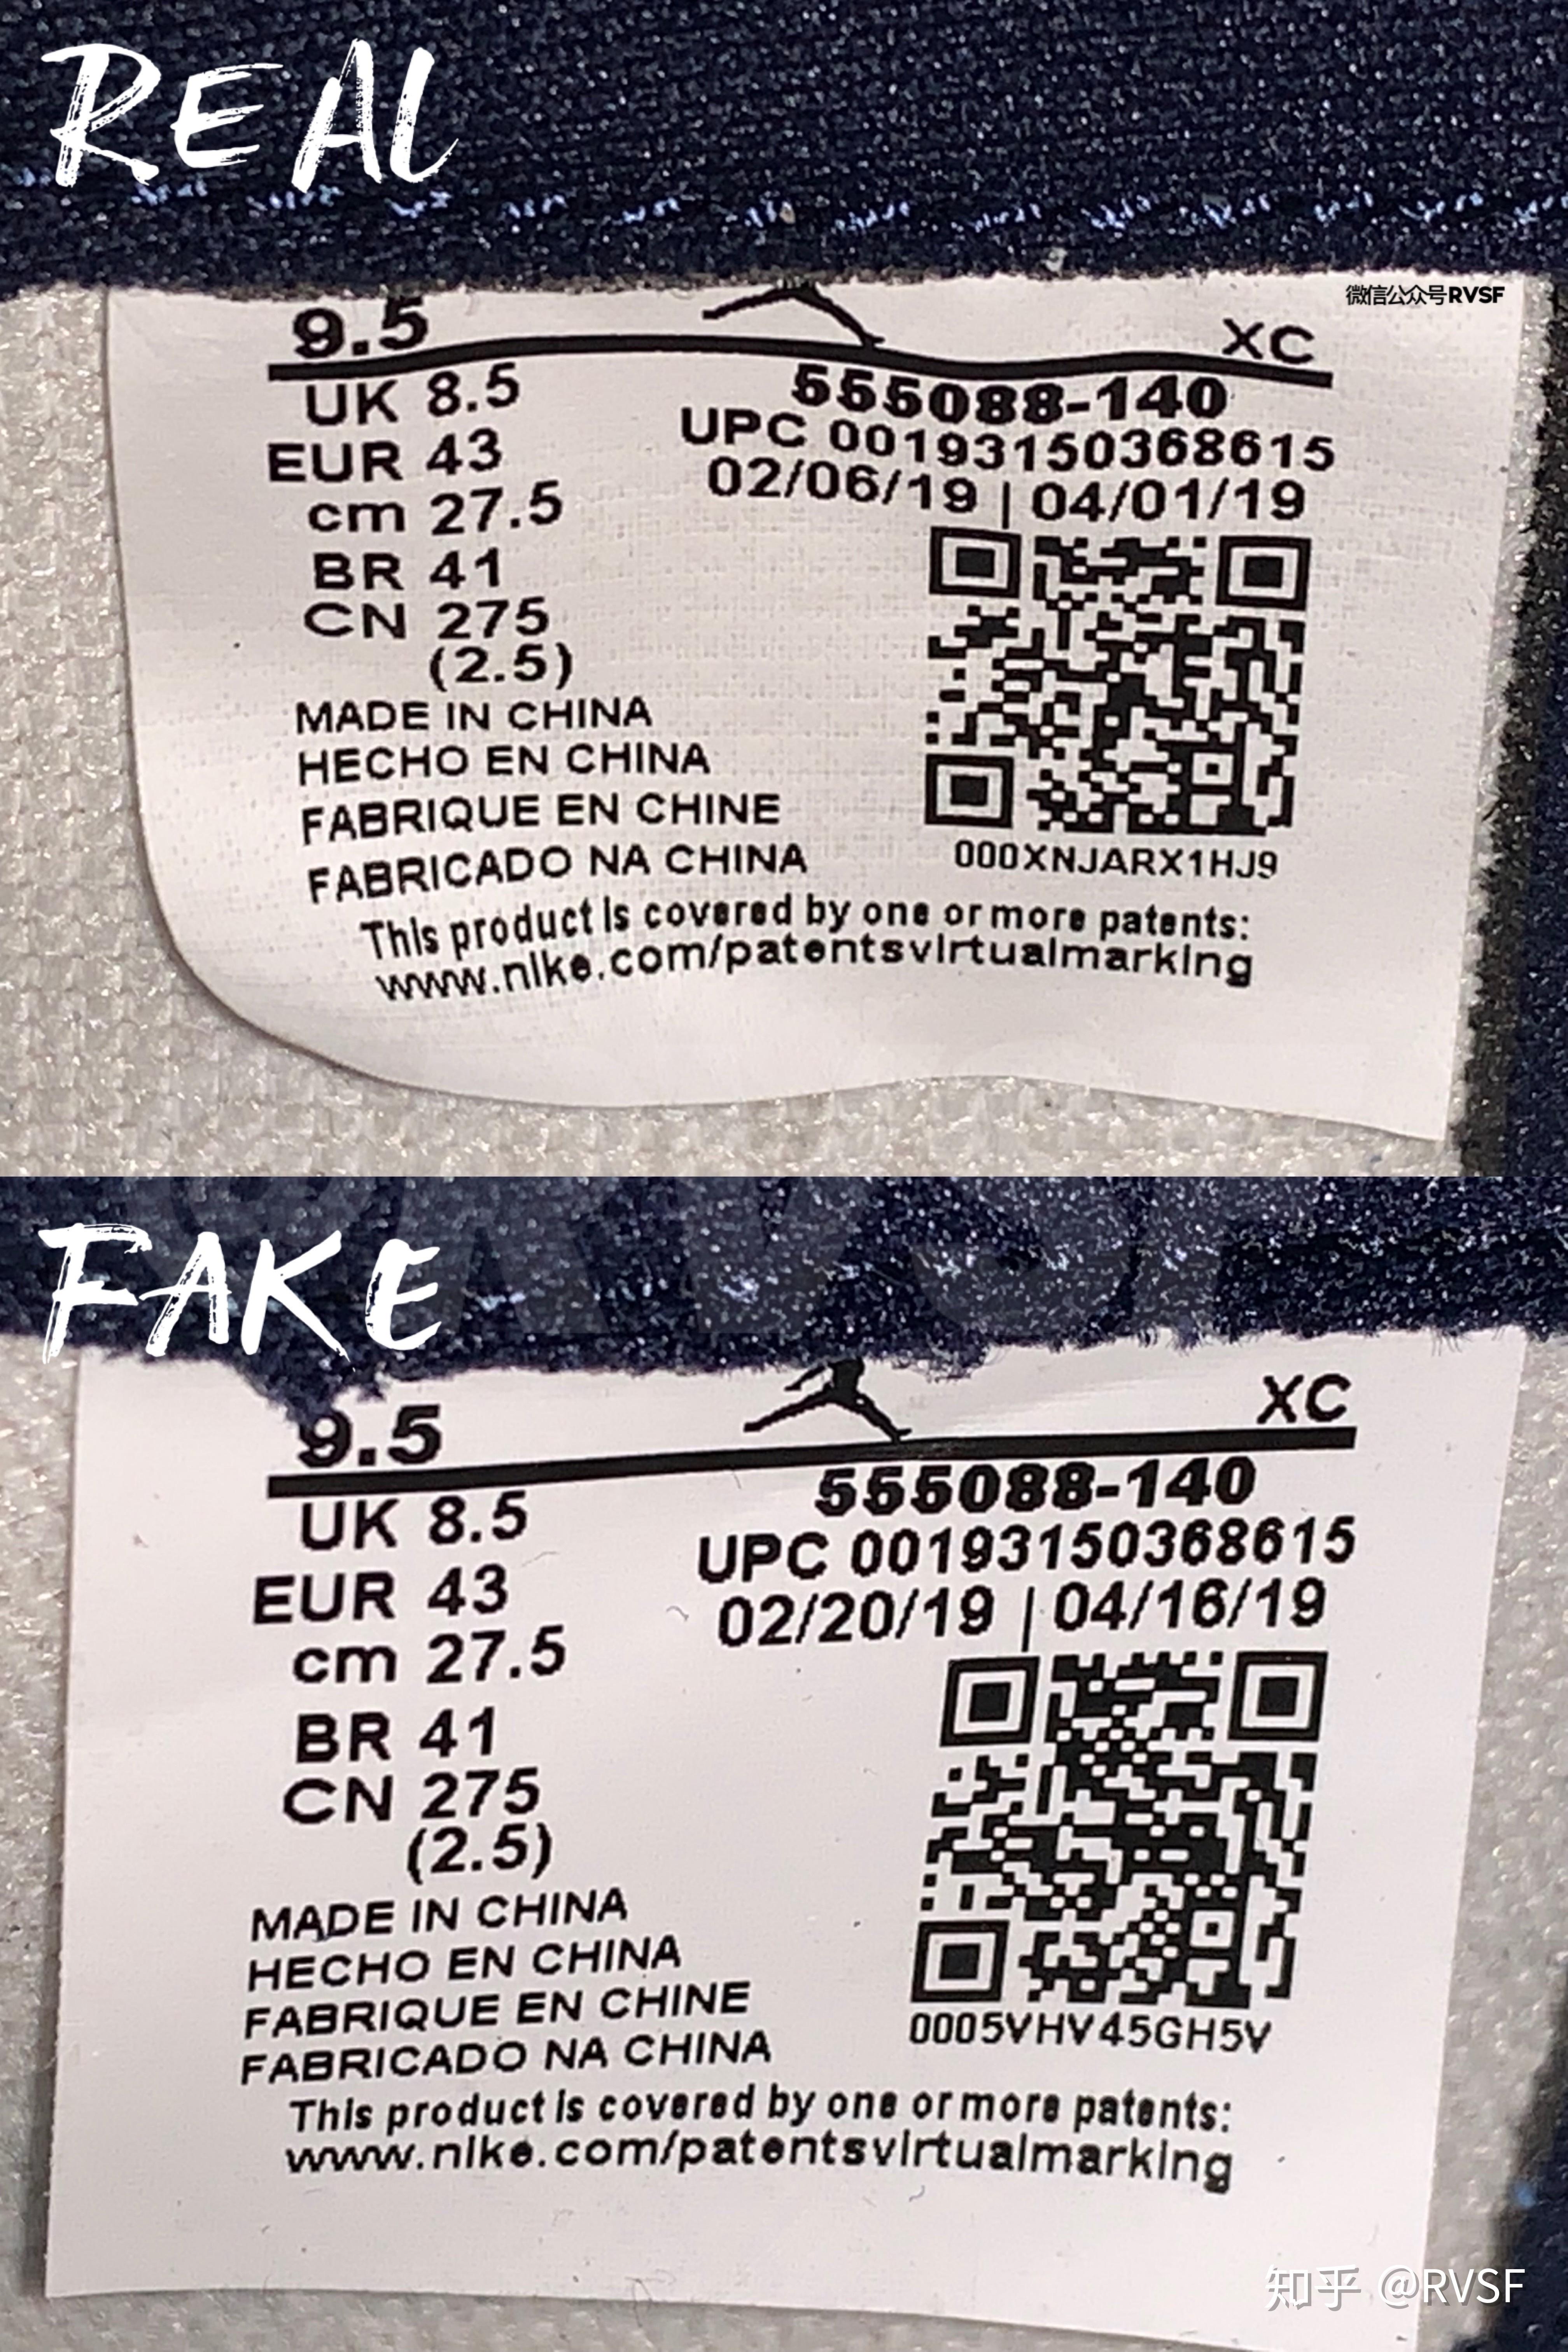 REAL
微信公众号RVSF
9.5
XC
UK 8.5
555088-140
EUR 43
UPC 00193150368615
cm 27.5
02/06/19 | 04/01/19
BR 41
CN 275
(2.5)
MADE IN CHINA
HECHO EN CHINA
FABRIQUE EN CHINE
FABRICADO NA CHINA
000XNJARX1HJ9
This product is covered by one or more patents:
www.nike.com/patentsvirtualmarking
FAKE
9.5
XC
UK 8.5
555088-140
EUR 43
UPC 00193150368615
cm 27.5
02/20/19 | 04/16/19
BR 41
CN 275
(2.5)
MADE IN CHINA
HECHO EN CHINA
FABRIQUE EN CHINE
FABRICADO NA CHINA
0005VHV45GH5V
This product is covered by one or more patents:
www.nike.com/patentsvirtualmarking
知乎 @RVSF